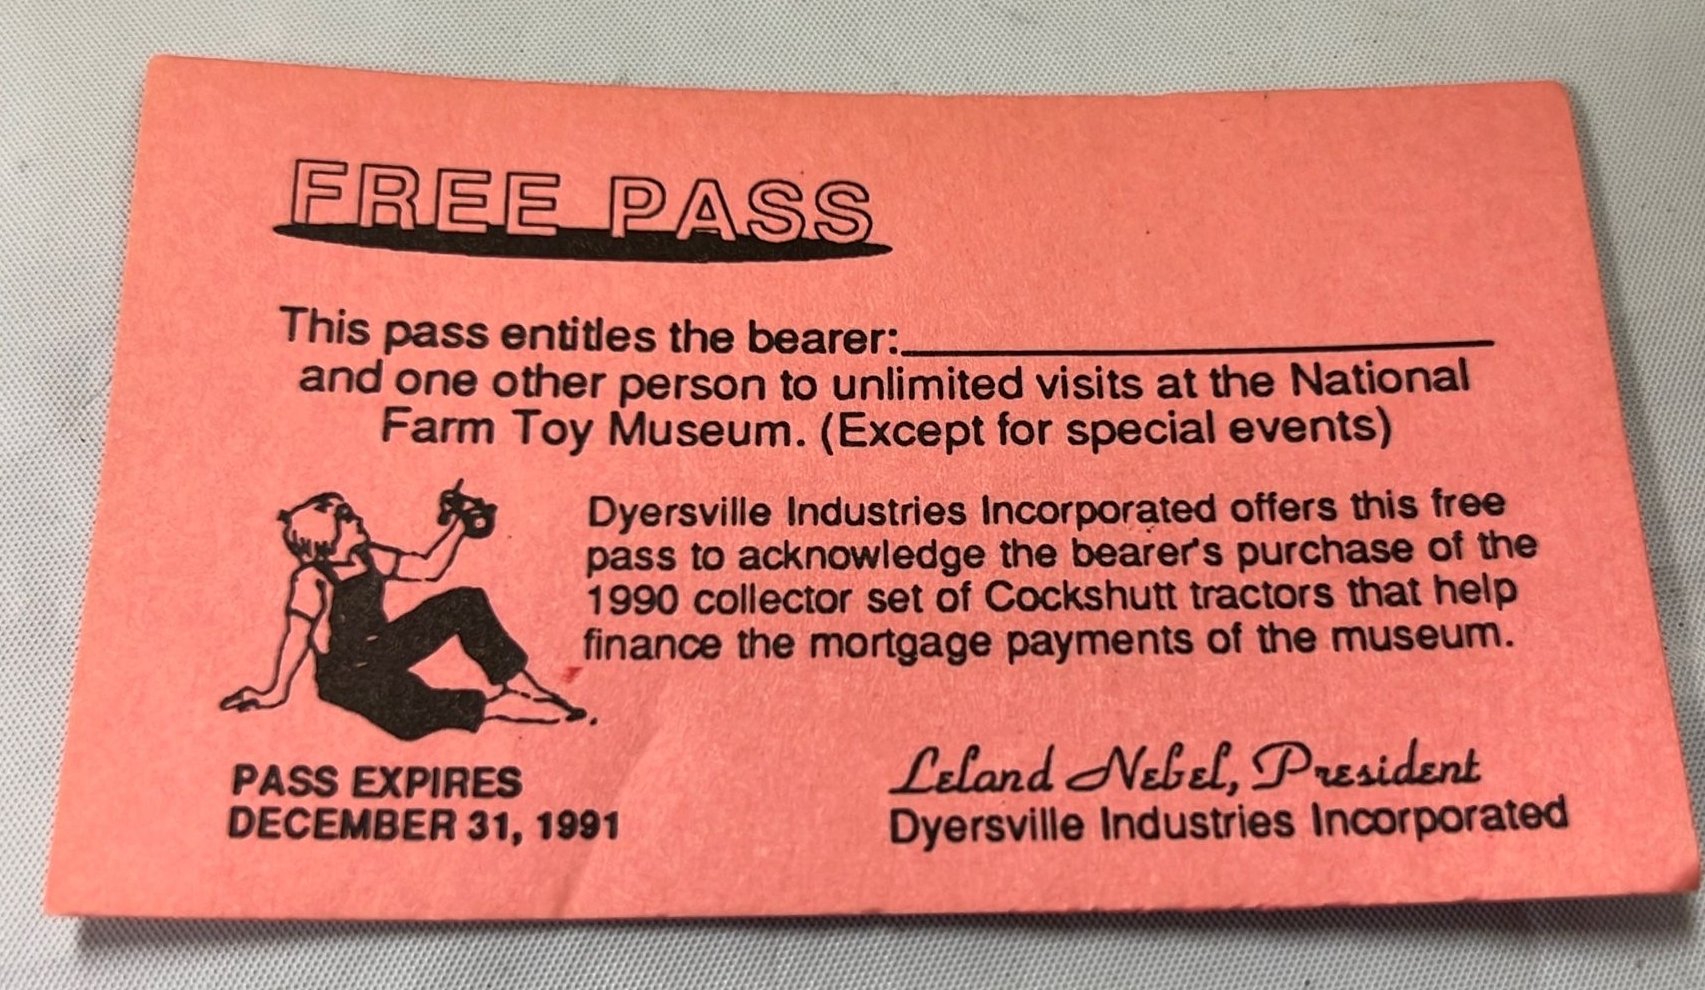 FREE PASS
This pass entitles the bearer:
and one other person to unlimited visits at the National
Farm Toy Museum. (Except for special events)
Dyersville Industries Incorporated offers this free
pass to acknowledge the bearer's purchase of the
1990 collector set of Cockshutt tractors that help
finance the mortgage payments of the museum.
PASS EXPIRES
DECEMBER 31, 1991
Leland Nebel, President
Dyersville Industries Incorporated